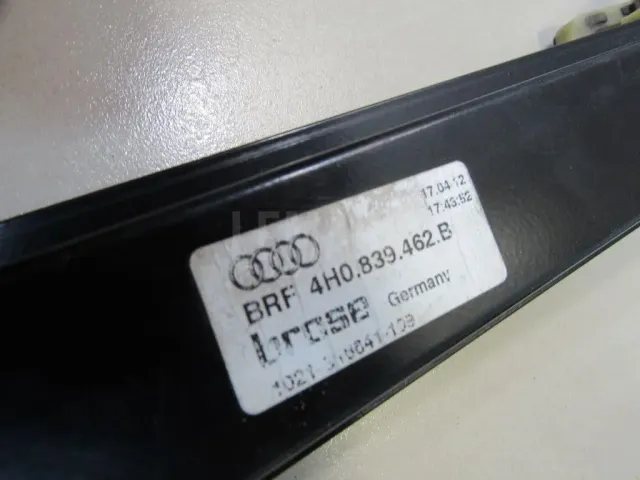 17.04.12
17:43:52
BRF 4H0.839.462.B
brose Germany